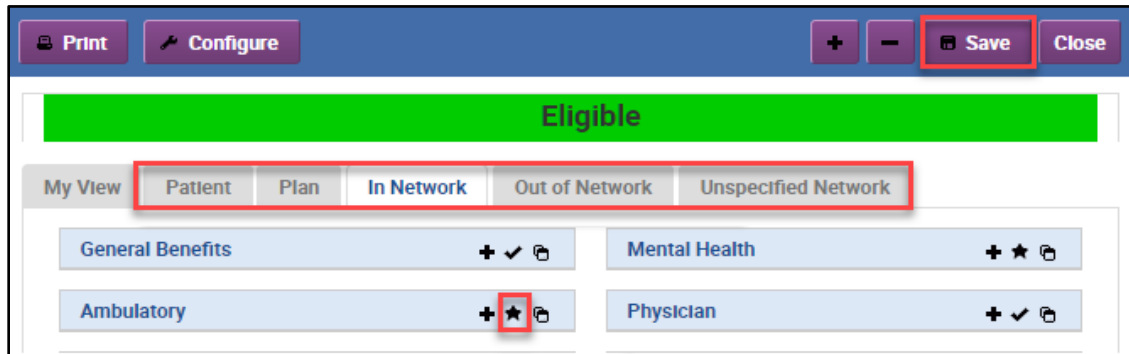 Print Configure + − Save Close
Eligible
My View Patient Plan In Network Out of Network Unspecified Network
General Benefits Mental Health
Ambulatory Physician